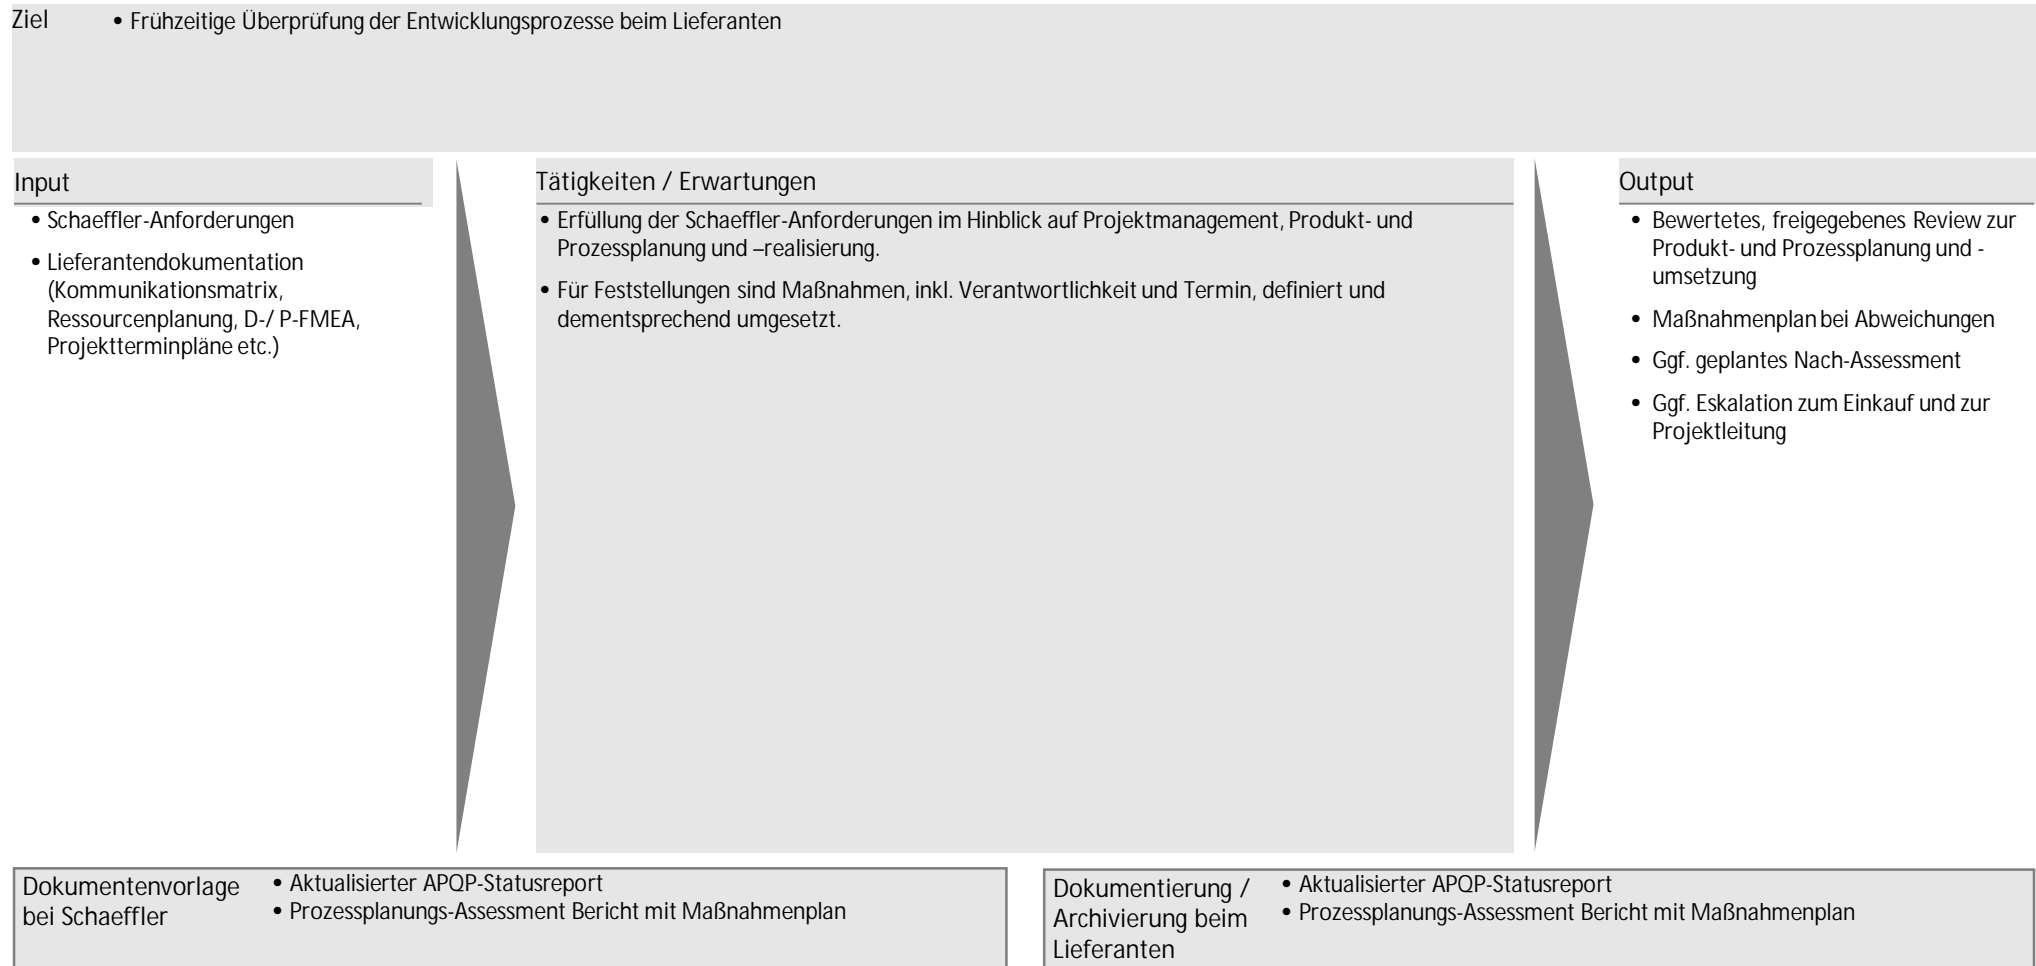 Ziel
• Frühzeitige Überprüfung der Entwicklungsprozesse beim Lieferanten
Input
• Schaeffler-Anforderungen
• Lieferantendokumentation
(Kommunikationsmatrix,
Ressourcenplanung, D-/ P-FMEA,
Projektterminpläne etc.)
Tätigkeiten / Erwartungen
• Erfüllung der Schaeffler-Anforderungen im Hinblick auf Projektmanagement, Produkt- und
Prozessplanung und –realisierung.
• Für Feststellungen sind Maßnahmen, inkl. Verantwortlichkeit und Termin, definiert und
dementsprechend umgesetzt.
Output
• Bewertetes, freigegebenes Review zur
Produkt- und Prozessplanung und -
umsetzung
• Maßnahmenplan bei Abweichungen
• Ggf. geplantes Nach-Assessment
• Ggf. Eskalation zum Einkauf und zur
Projektleitung
Dokumentenvorlage
bei Schaeffler
• Aktualisierter APQP-Statusreport
• Prozessplanungs-Assessment Bericht mit Maßnahmenplan
Dokumentierung /
Archivierung beim
Lieferanten
• Aktualisierter APQP-Statusreport
• Prozessplanungs-Assessment Bericht mit Maßnahmenplan